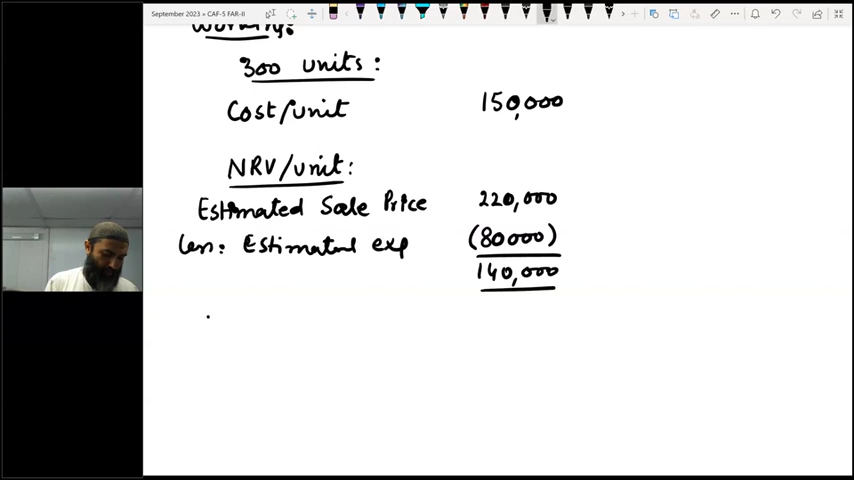 September 2023 » CAF-5 FAR-II
Working:
300 units:
Cost/unit 150,000
NRV/unit:
Estimated Sale Price 220,000
Less: Estimated exp (80000)
140,000